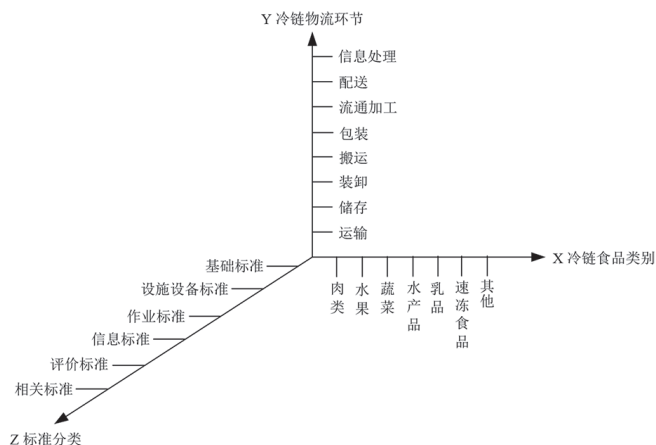 Y 冷链物流环节
信息处理
配送
流通加工
包装
搬运
装卸
储存
运输
X 冷链食品类别
肉类
水果
蔬菜
水产品
乳品
速冻食品
其他
基础标准
设施设备标准
作业标准
信息标准
评价标准
相关标准
Z 标准分类